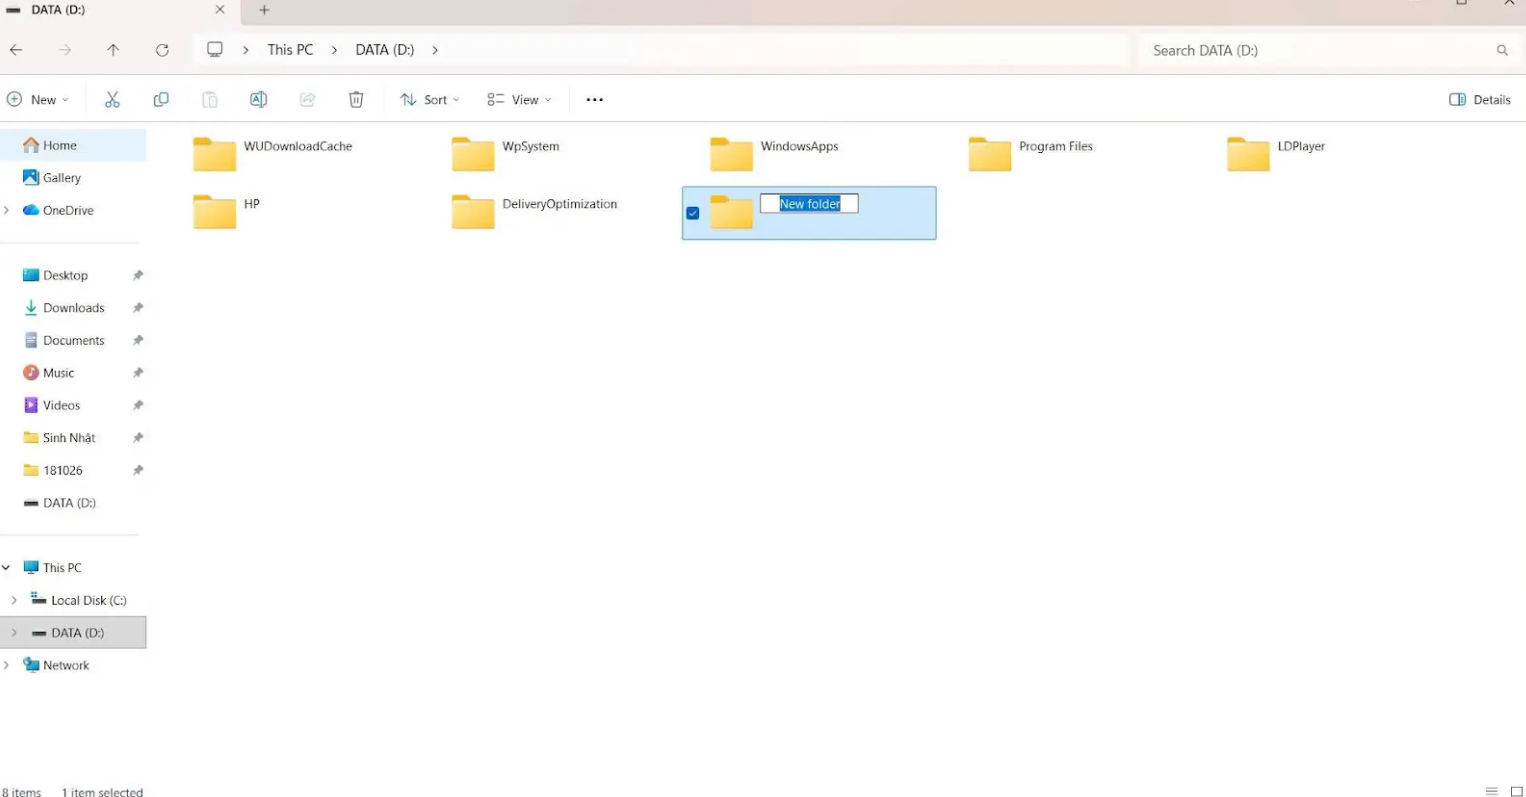 DATA (D:)
This PC
DATA (D:)
Search DATA (D:)
New
Sort
View
Details
Home
Gallery
OneDrive
Desktop
Downloads
Documents
Music
Videos
Sinh Nhật
181026
DATA (D:)
This PC
Local Disk (C:)
DATA (D:)
Network
WUDownloadCache
WpSystem
WindowsApps
Program Files
LDPlayer
HP
DeliveryOptimization
New folder
8 items
1 item selected